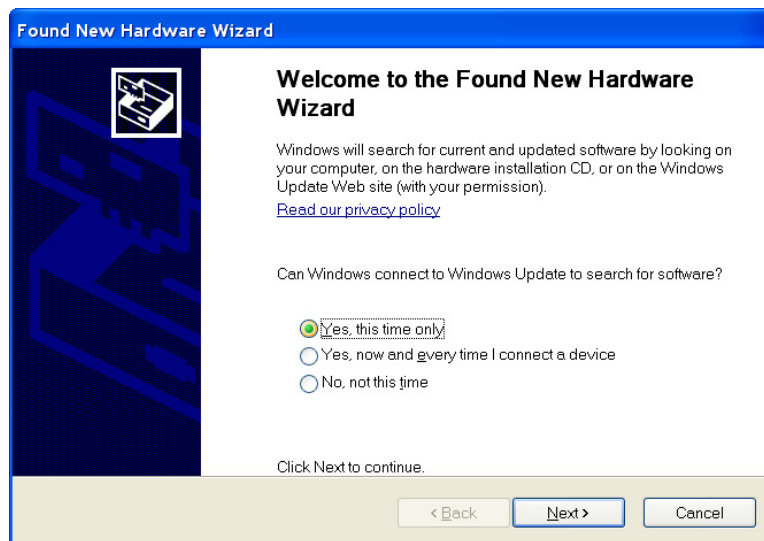 Found New Hardware Wizard
Welcome to the Found New Hardware
Wizard
Windows will search for current and updated software by looking on
your computer, on the hardware installation CD, or on the Windows
Update Web site (with your permission).
Read our privacy policy
Can Windows connect to Windows Update to search for software?
Yes, this time only
Yes, now and every time I connect a device
No, not this time
Click Next to continue.
< Back Next > Cancel